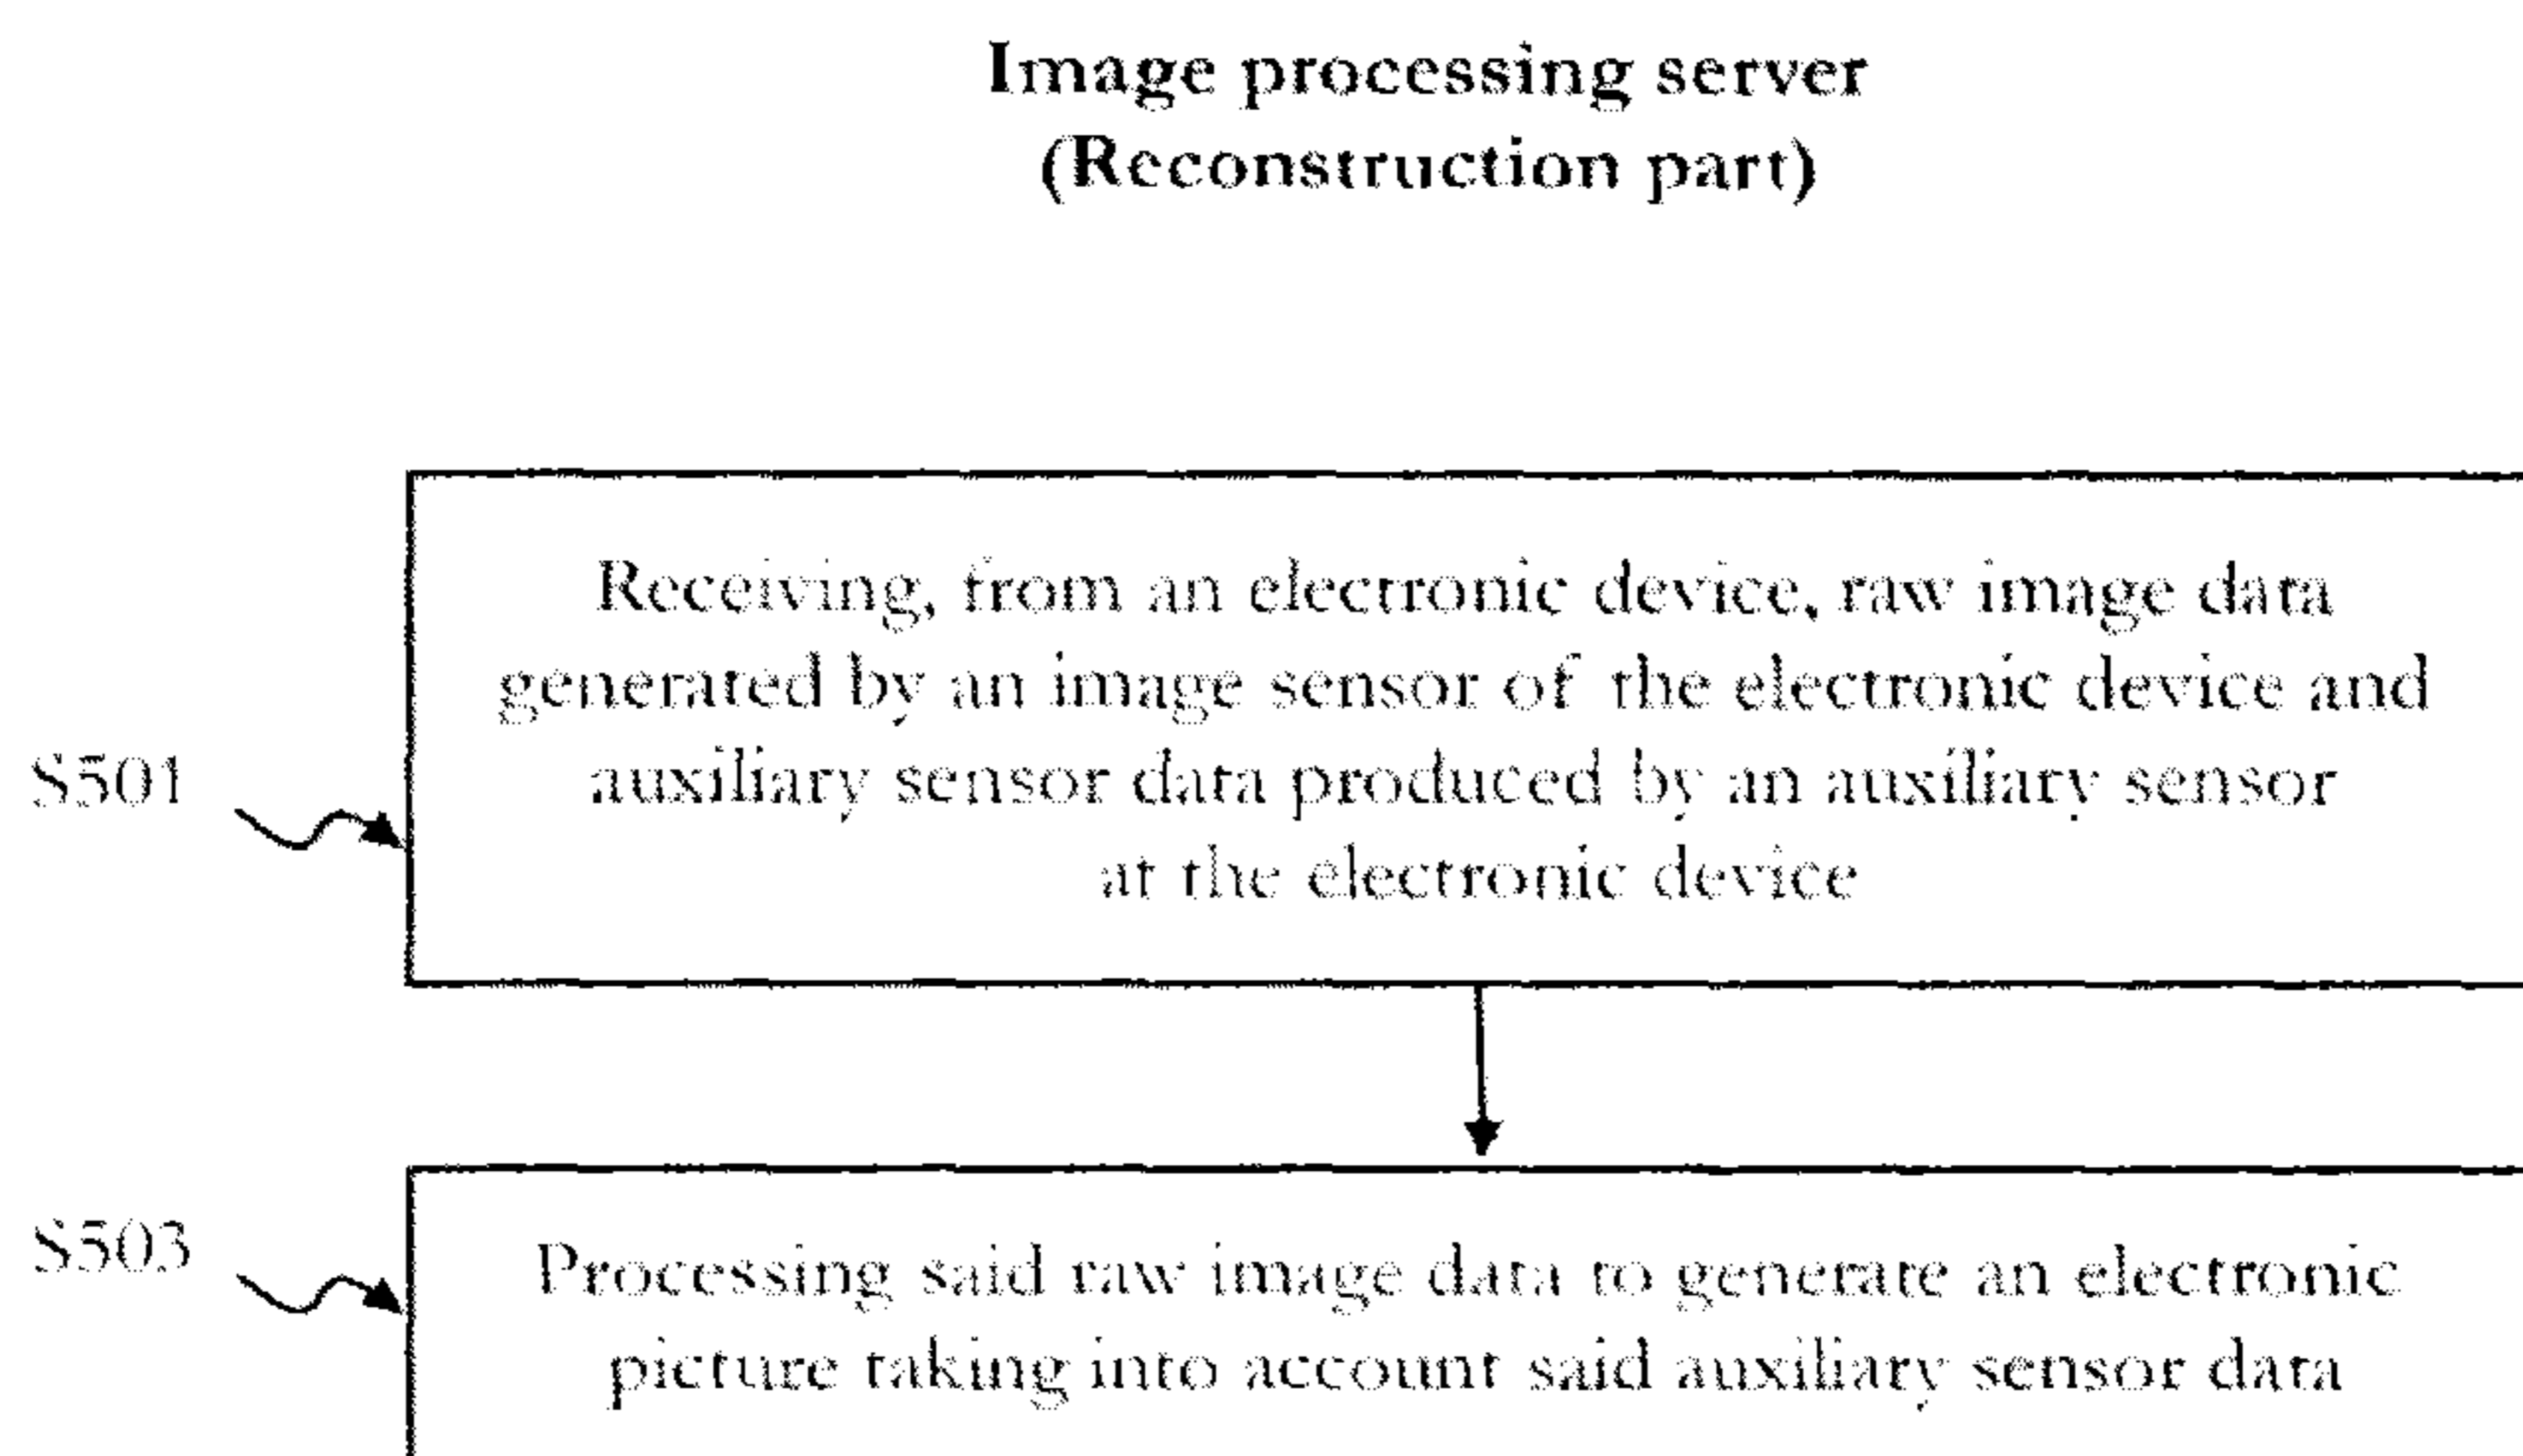 Image processing server
(Reconstruction part)
Receiving, from an electronic device, raw image data
generated by an image sensor of the electronic device and
auxiliary sensor data produced by an auxiliary sensor
at the electronic device
S501
S503
Processing said raw image data to generate an electronic
picture taking into account said auxiliary sensor data